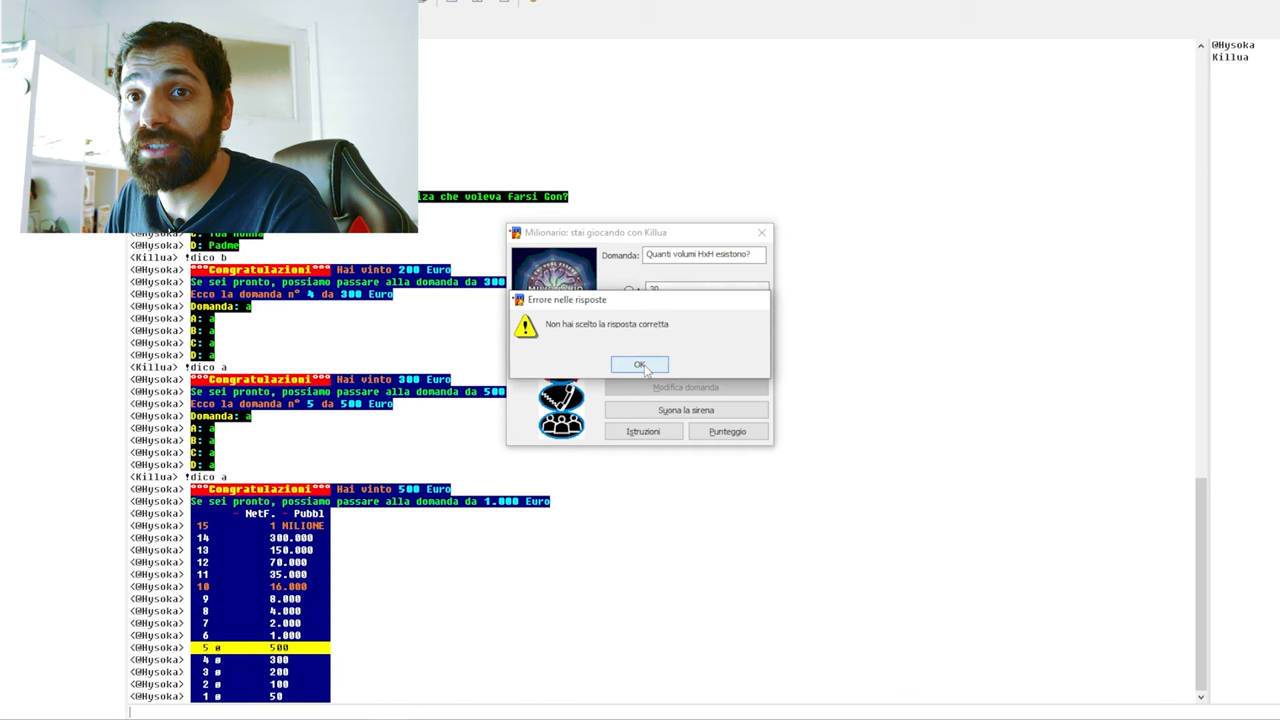 @Hysoka
Killua
iza che voleva farsi Gon?
<@Hysoka> C: Tua nonna
<@Hysoka> D: Padme
<Killua> !dico b
<@Hysoka> °°°Congratulazioni°°° Hai vinto 200 Euro
<@Hysoka> Se sei pronto, possiamo passare alla domanda da 300
<@Hysoka> Ecco la domanda n° 4 da 300 Euro
<@Hysoka> Domanda: a
<@Hysoka> A: a
<@Hysoka> B: a
<@Hysoka> C: a
<@Hysoka> D: a
<Killua> !dico a
<@Hysoka> °°°Congratulazioni°°° Hai vinto 300 Euro
<@Hysoka> Se sei pronto, possiamo passare alla domanda da 500
<@Hysoka> Ecco la domanda n° 5 da 500 Euro
<@Hysoka> Domanda: a
<@Hysoka> A: a
<@Hysoka> B: a
<@Hysoka> C: a
<@Hysoka> D: a
<Killua> !dico a
<@Hysoka> °°°Congratulazioni°°° Hai vinto 500 Euro
<@Hysoka> Se sei pronto, possiamo passare alla domanda da 1.000 Euro
<@Hysoka> - NetF. - Pubbl
<@Hysoka> 15 1 MILIONE
<@Hysoka> 14 300.000
<@Hysoka> 13 150.000
<@Hysoka> 12 70.000
<@Hysoka> 11 35.000
<@Hysoka> 10 16.000
<@Hysoka> 9 8.000
<@Hysoka> 8 4.000
<@Hysoka> 7 2.000
<@Hysoka> 6 1.000
<@Hysoka> 5 ø 500
<@Hysoka> 4 ø 300
<@Hysoka> 3 ø 200
<@Hysoka> 2 ø 100
<@Hysoka> 1 ø 50
Milionario: stai giocando con Killua
Domanda: Quanti volumi HxH esistono?
Errore nelle risposte
Non hai scelto la risposta corretta
OK
Modifica domanda
Suona la sirena
Istruzioni
Punteggio